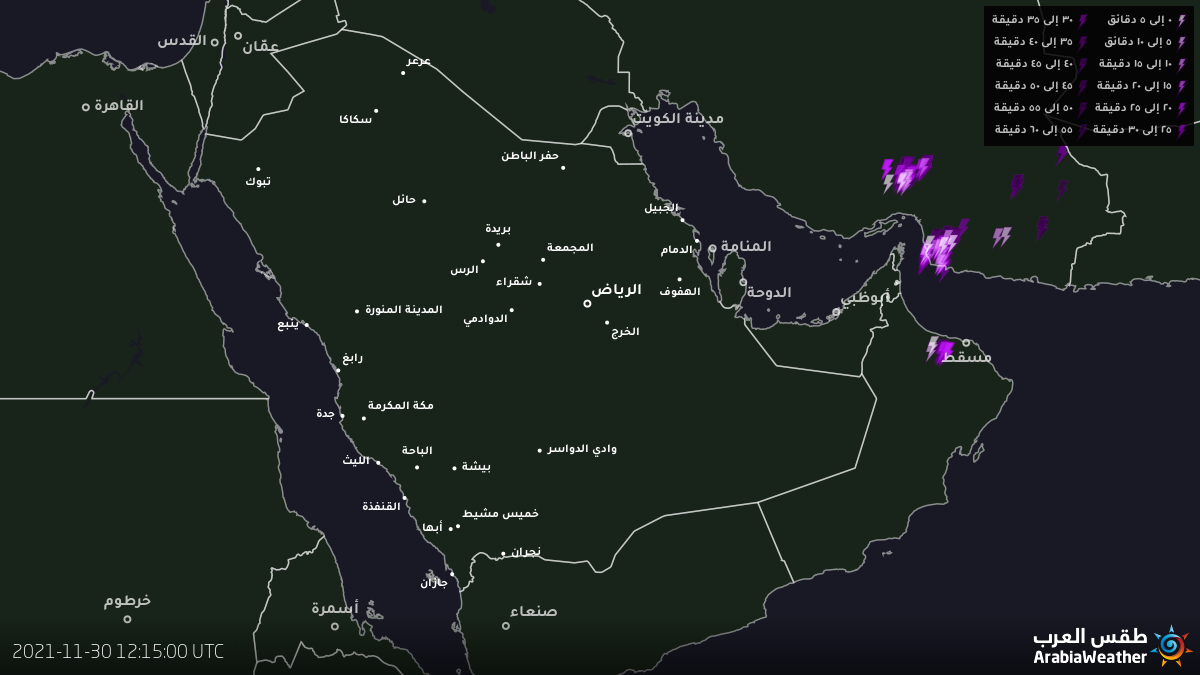 ٠ إلى ٥ دقائق
٣٠ إلى ٣٥ دقيقة
٥ إلى ١٠ دقائق
٣٥ إلى ٤٠ دقيقة
١٠ إلى ١٥ دقيقة
٤٠ إلى ٤٥ دقيقة
١٥ إلى ٢٠ دقيقة
٤٥ إلى ٥٠ دقيقة
٢٠ إلى ٢٥ دقيقة
٥٠ إلى ٥٥ دقيقة
٢٥ إلى ٣٠ دقيقة
٥٥ إلى ٦٠ دقيقة
القدس
عمّان
عرعر
القاهرة
سكاكا
مدينة الكويت
حفر الباطن
تبوك
حائل
الجبيل
بريدة
المجمعة
الدمام
المنامة
الرس
شقراء
الهفوف
الدوحة
الرياض
أبوظبي
المدينة المنورة
الدوادمي
ينبع
الخرج
رابغ
مسقط
مكة المكرمة
جدة
الباحة
وادي الدواسر
الليث
بيشة
القنفذة
خميس مشيط
أبها
نجران
جازان
خرطوم
أسمرة
صنعاء
2021-11-30 12:15:00 UTC
طقس العرب
ArabiaWeather